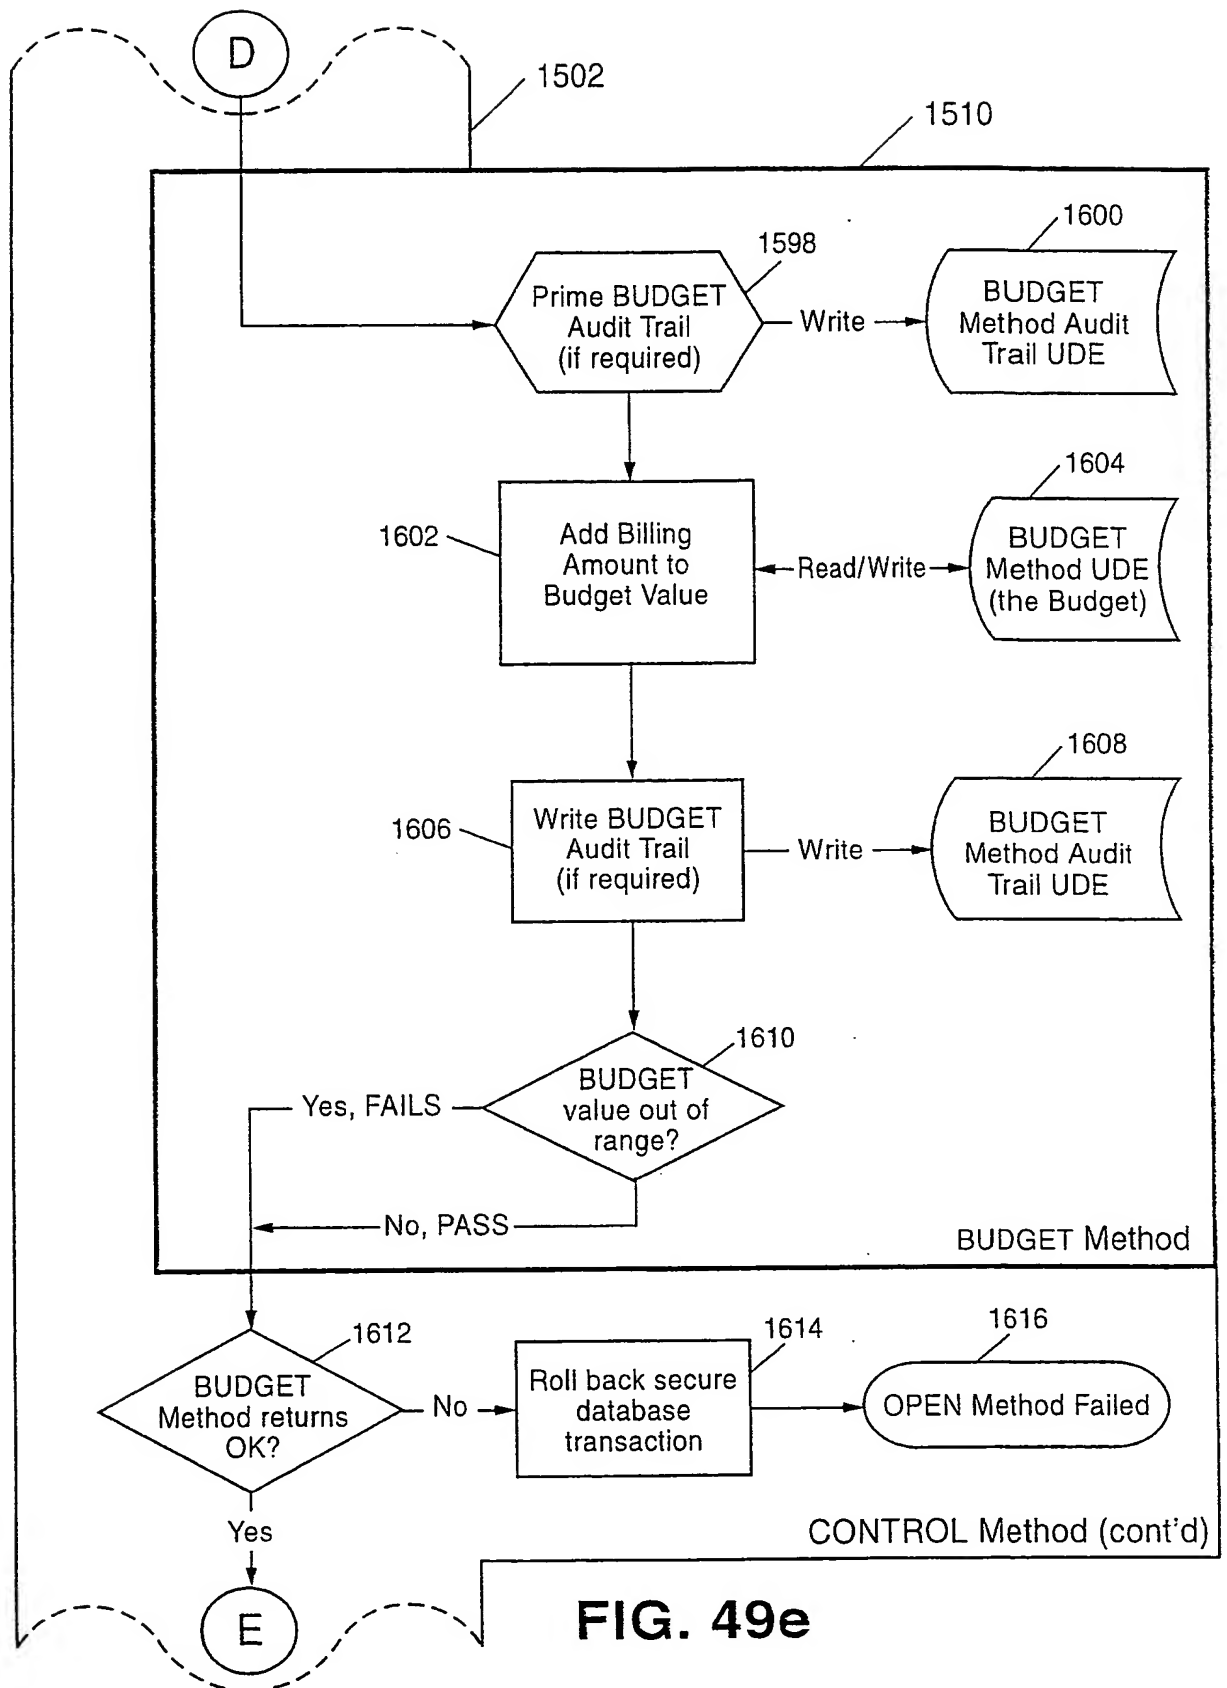 D
1502
1510
1598
1600
Prime BUDGET
Audit Trail
(if required)
Write
BUDGET
Method Audit
Trail UDE
1602
Add Billing
Amount to
Budget Value
Read/Write
1604
BUDGET
Method UDE
(the Budget)
1606
Write BUDGET
Audit Trail
(if required)
Write
1608
BUDGET
Method Audit
Trail UDE
1610
BUDGET
value out of
range?
Yes, FAILS
No, PASS
BUDGET Method
1612
BUDGET
Method returns
OK?
No
1614
Roll back secure
database
transaction
1616
OPEN Method Failed
Yes
CONTROL Method (cont'd)
E
FIG. 49e